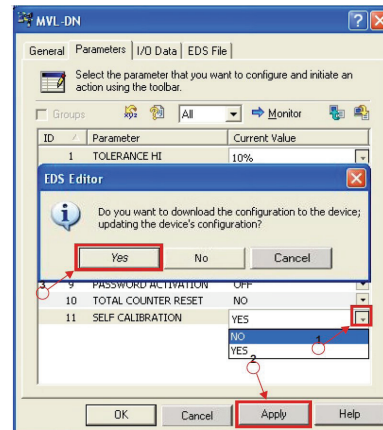 MVL-DN
General Parameters I/O Data EDS File
Select the parameter that you want to configure and initiate an
action using the toolbar.
Groups All Monitor
ID Parameter Current Value
1 TOLERANCE HI 10%
EDS Editor
Do you want to download the configuration to the device;
updating the device's configuration?
Yes No Cancel
3 9 PASSWORD ACTIVATION OFF
10 TOTAL COUNTER RESET NO
11 SELF CALIBRATION YES
NO 1
YES 2
OK Cancel Apply Help